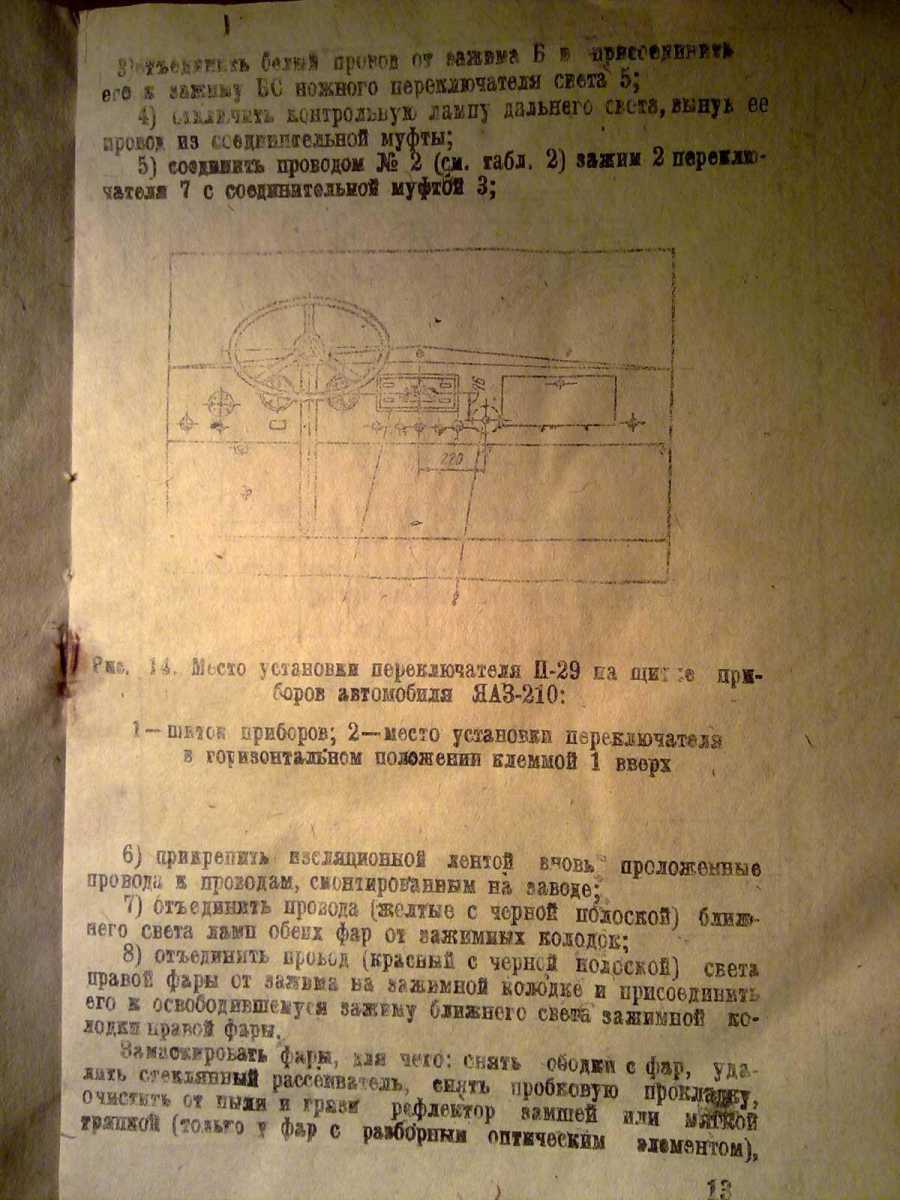 3) отъединить белый провод от зажима Б и присоединить
его к зажиму БС ножного переключателя света 5;
4) отключить контрольную лампу дальнего света, вынув ее
провод из соединительной муфты;
5) соединить проводом № 2 (см. табл. 2) зажим 2 переклю-
чателя 7 с соединительной муфтой 3;
76
220
Рис. 14. Место установки переключателя П-29 на щитке при-
боров автомобиля ЯАЗ-210:
1—щиток приборов; 2—место установки переключателя
в горизонтальном положении клеммой 1 вверх
6) прикрепить изоляционной лентой вновь проложенные
провода к проводам, смонтированным на заводе;
7) отъединить провода (желтые с черной полоской) ближ-
него света ламп обеих фар от зажимных колодок;
8) отъединить провод (красный с черной полоской) света
правой фары от зажима на зажимной колодке и присоединить
его к освободившемуся зажиму ближнего света зажимной ко-
лодки правой фары.
Замаскировать фары, для чего: снять ободки с фар, уда-
лить стеклянный рассеиватель, снять пробковую прокладку,
очистить от пыли и грязи рефлектор замшей или мягкой
тряпкой (только у фар с разборным оптическим элементом),
13